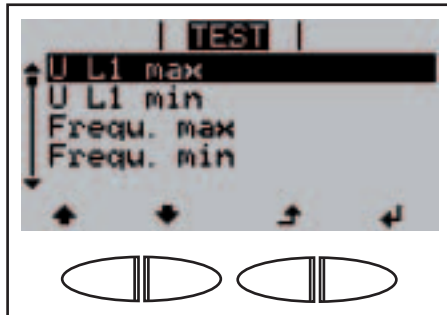 TEST
U L1 max
U L1 min
Frequ. max
Frequ. min